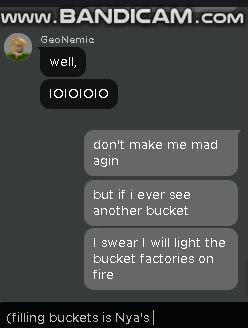 www.BANDICAM.com
GeoNemic
well,
lolololo
don't make me mad
agin
but if i ever see
another bucket
I swear I will light the
bucket factories on
fire
(filling buckets is Nya's